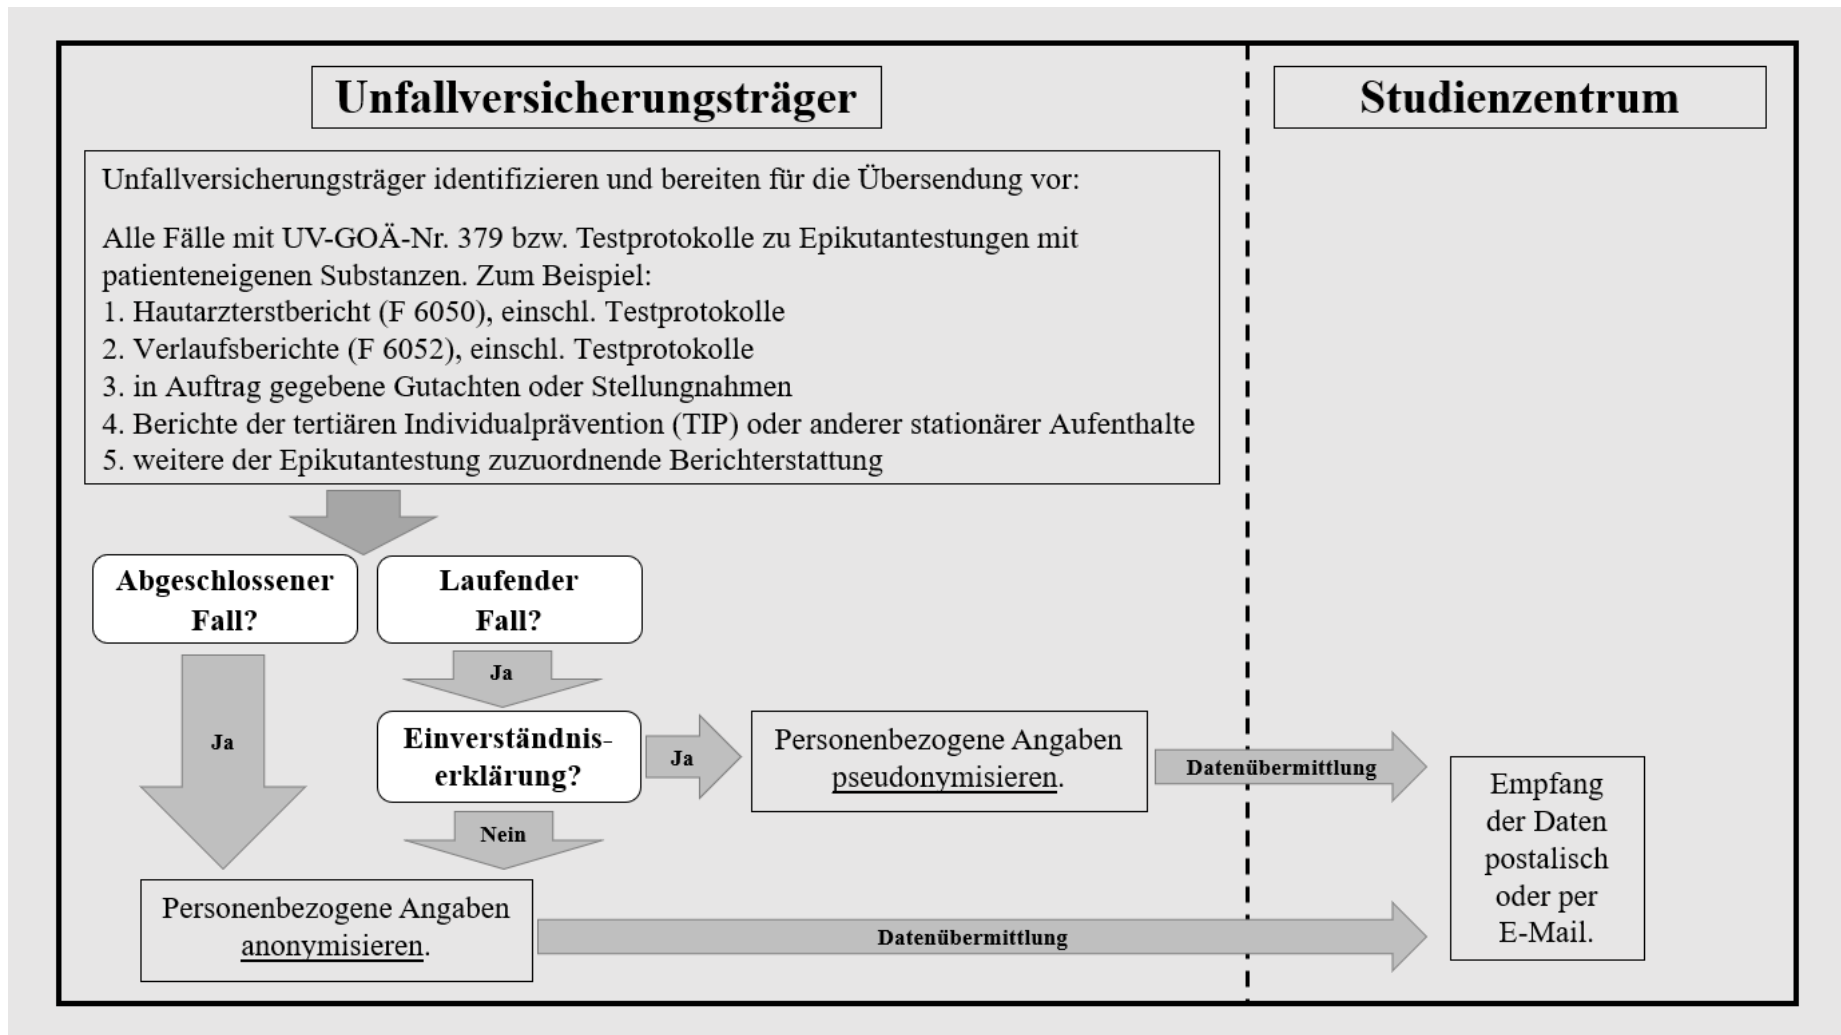 Unfallversicherungsträger
Studienzentrum
Unfallversicherungsträger identifizieren und bereiten für die Übersendung vor:
Alle Fälle mit UV-GOÄ-Nr. 379 bzw. Testprotokolle zu Epikutantestungen mit
patienteneigenen Substanzen. Zum Beispiel:
1. Hautarzterstbericht (F 6050), einschl. Testprotokolle
2. Verlaufsberichte (F 6052), einschl. Testprotokolle
3. in Auftrag gegebene Gutachten oder Stellungnahmen
4. Berichte der tertiären Individualprävention (TIP) oder anderer stationärer Aufenthalte
5. weitere der Epikutantestung zuzuordnende Berichterstattung
Abgeschlossener
Fall?
Laufender
Fall?
Ja
Ja
Einverständnis-
erklärung?
Ja
Personenbezogene Angaben
pseudonymisieren.
Datenübermittlung
Nein
Personenbezogene Angaben
anonymisieren.
Datenübermittlung
Empfang
der Daten
postalisch
oder per
E-Mail.